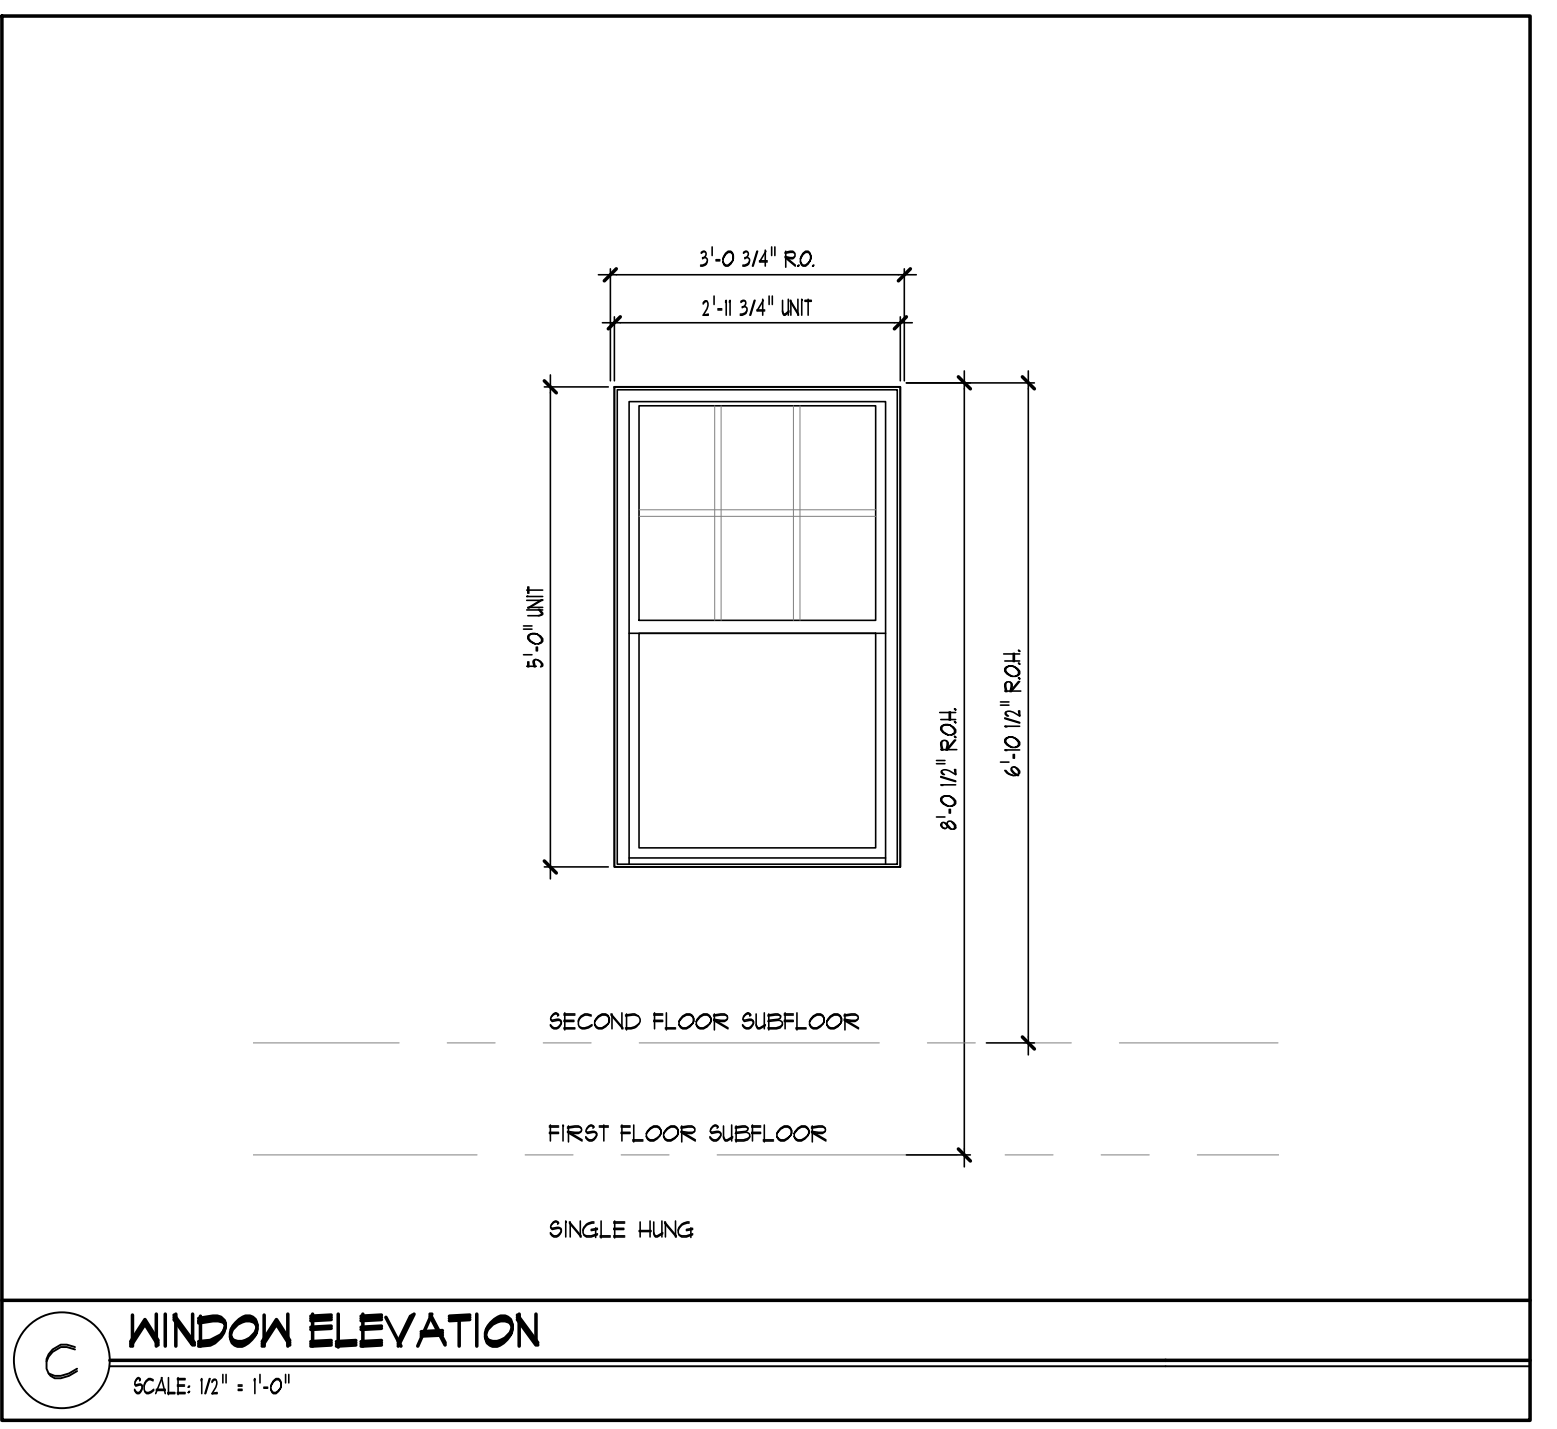 3'-0 3/4" R.O.
2'-11 3/4" UNIT
5'-0" UNIT
8'-0 1/2" R.O.H.
6'-10 1/2" R.O.H.
SECOND FLOOR SUBFLOOR
FIRST FLOOR SUBFLOOR
SINGLE HUNG
C
WINDOW ELEVATION
SCALE: 1/2" = 1'-0"